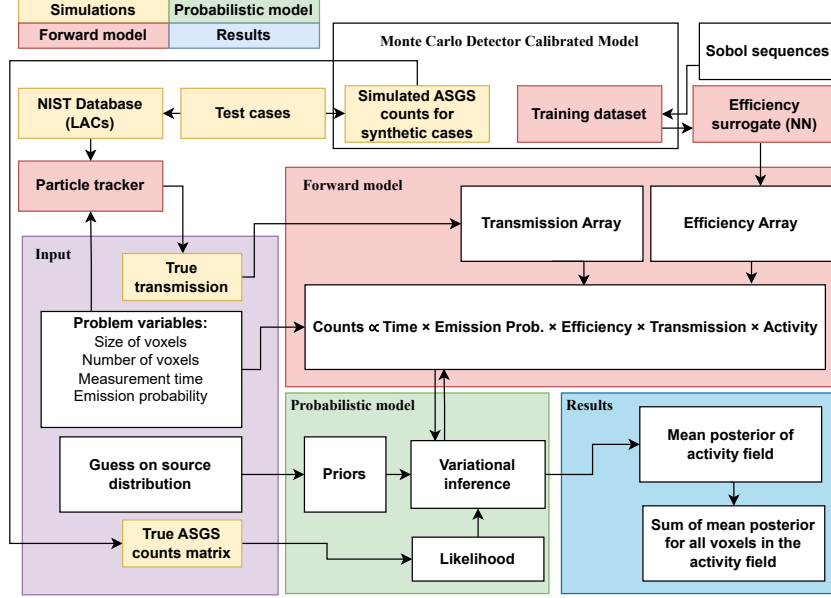 Simulations
Probabilistic model
Forward model
Results
Monte Carlo Detector Calibrated Model
Sobol sequences
NIST Database
(LACs)
Test cases
Simulated ASGS
counts for
synthetic cases
Training dataset
Efficiency
surrogate (NN)
Particle tracker
Forward model
Transmission Array
Efficiency Array
Input
True
transmission
Problem variables:
Size of voxels
Number of voxels
Measurement time
Emission probability
Counts ∝ Time × Emission Prob. × Efficiency × Transmission × Activity
Probabilistic model
Results
Guess on source
distribution
Priors
Variational
inference
Mean posterior of
activity field
True ASGS
counts matrix
Likelihood
Sum of mean posterior
for all voxels in the
activity field